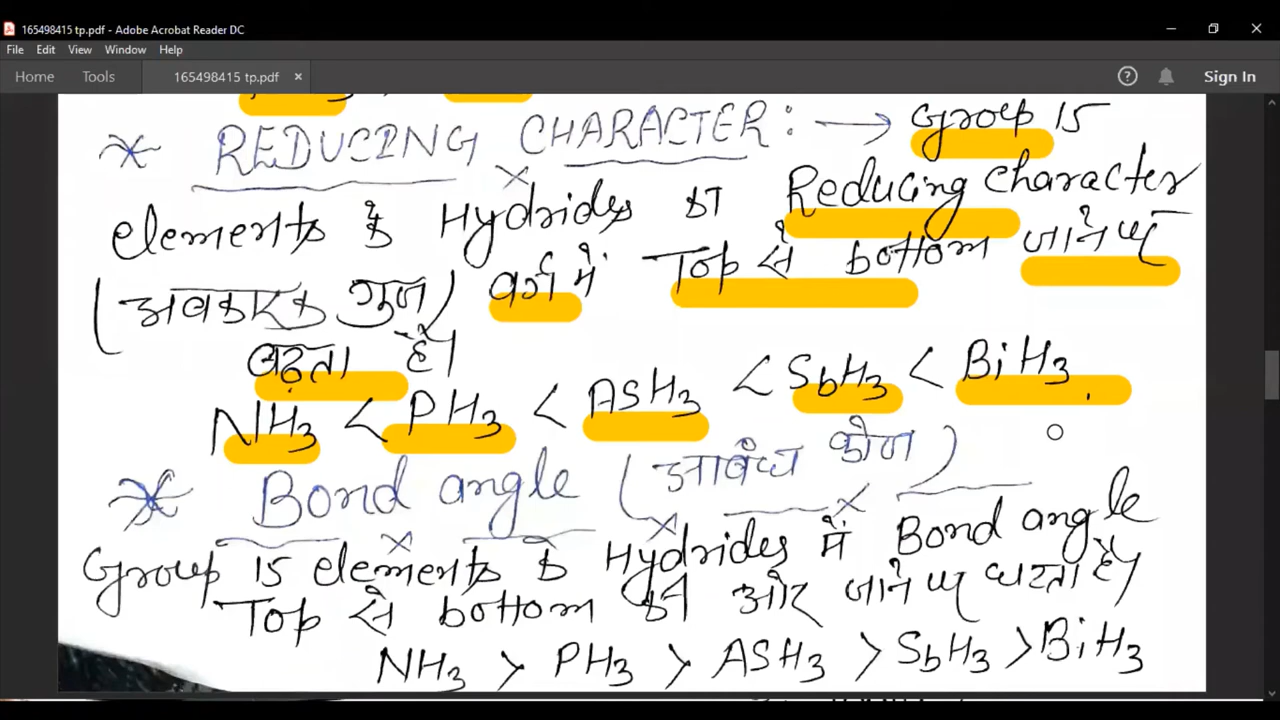 165498415 tp.pdf - Adobe Acrobat Reader DC
File Edit View Window Help
Home Tools 165498415 tp.pdf × Sign In
REDUCING CHARACTER: → Group 15
elements के Hydrides का Reducing character
(अवकारक गुण) वर्ग में Top से bottom जाने पर
बढ़ता है।
NH3 < PH3 < ASH3 < SbH3 < BiH3.
Bond angle (आबंध कोण)
Group 15 elements के Hydrides में Bond angle
Top से bottom की ओर जाने पर घटता है।
NH3 > PH3 > ASH3 > SbH3 > BiH3